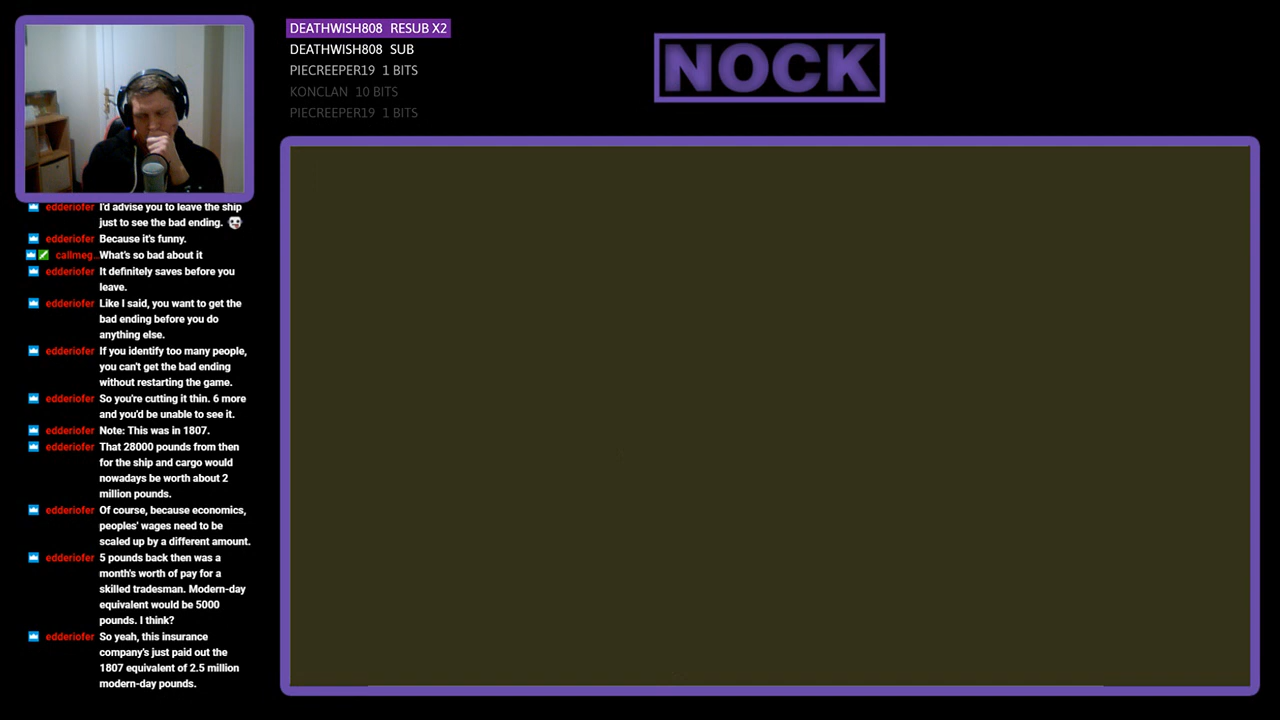 DEATHWISH808 RESUB X2
DEATHWISH808 SUB
PIECREEPER19 1 BITS
KONCLAN 10 BITS
PIECREEPER19 1 BITS
NOCK
edderiofer I'd advise you to leave the ship
just to see the bad ending.
edderiofer Because it's funny.
callmeg... What's so bad about it
edderiofer It definitely saves before you
leave.
edderiofer Like I said, you want to get the
bad ending before you do
anything else.
edderiofer If you identify too many people,
you can't get the bad ending
without restarting the game.
edderiofer So you're cutting it thin. 6 more
and you'd be unable to see it.
edderiofer Note: This was in 1807.
edderiofer That 28000 pounds from then
for the ship and cargo would
nowadays be worth about 2
million pounds.
edderiofer Of course, because economics,
peoples' wages need to be
scaled up by a different amount.
edderiofer 5 pounds back then was a
month's worth of pay for a
skilled tradesman. Modern-day
equivalent would be 5000
pounds. I think?
edderiofer So yeah, this insurance
company's just paid out the
1807 equivalent of 2.5 million
modern-day pounds.